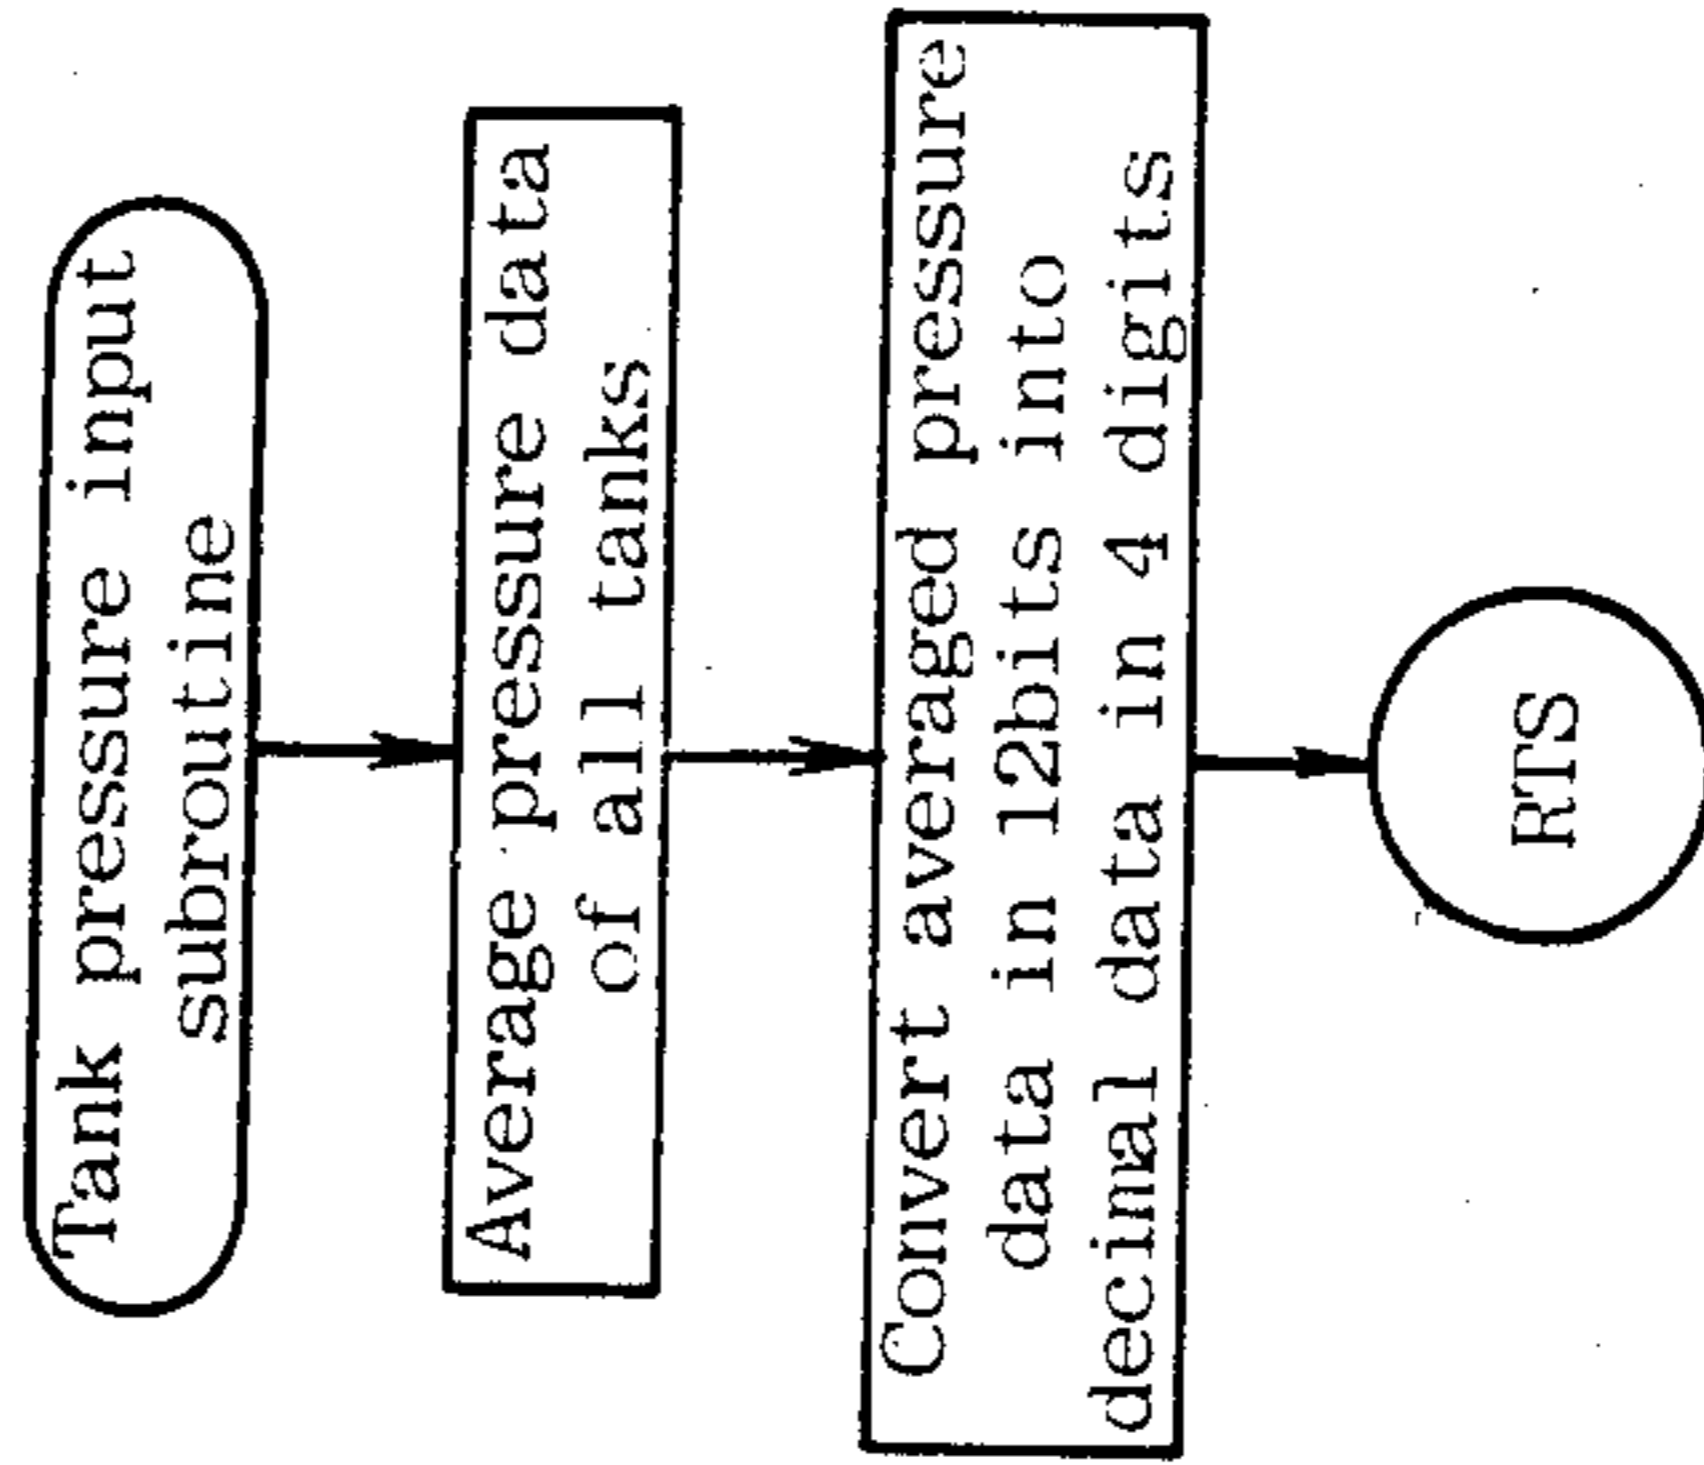 Tank pressure input
subroutine
Average pressure data
of all tanks
Convert averaged pressure
data in 12bits into
decimal data in 4 digits
RTS